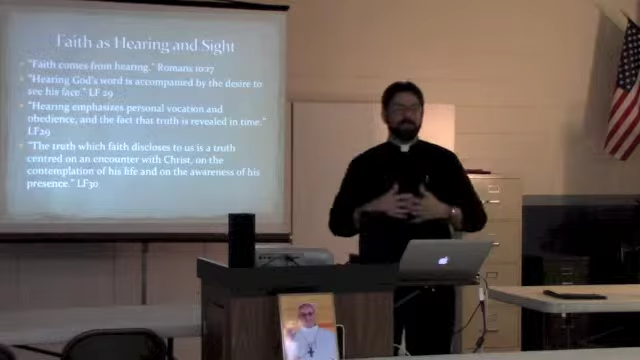 Faith as Hearing and Sight
"Faith comes from hearing." Romans 10:17
"Hearing God's word is accompanied by the desire to
see his face." LF 29
"Hearing emphasizes personal vocation and
obedience, and the fact that truth is revealed in time."
LF29
"The truth which faith discloses to us is a truth
centred on an encounter with Christ, on the
contemplation of his life and on the awareness of his
presence." LF30